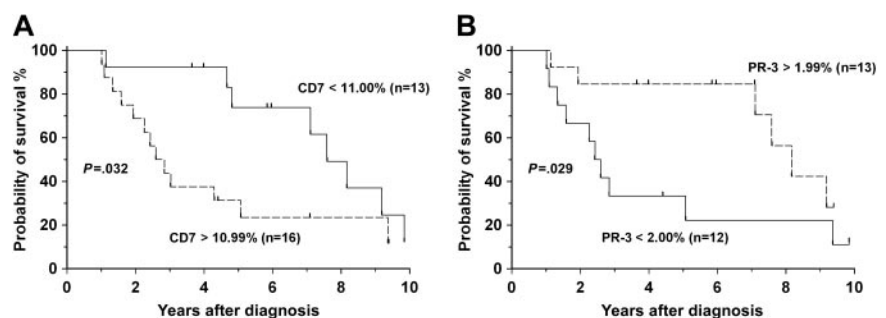 A
Probability of survival %
100
80
60
40
20
0
CD7 < 11.00% (n=13)
P=.032
CD7 > 10.99% (n=16)
0 2 4 6 8 10
Years after diagnosis
B
Probability of survival %
100
80
60
40
20
0
PR-3 > 1.99% (n=13)
P=.029
PR-3 < 2.00% (n=12)
0 2 4 6 8 10
Years after diagnosis